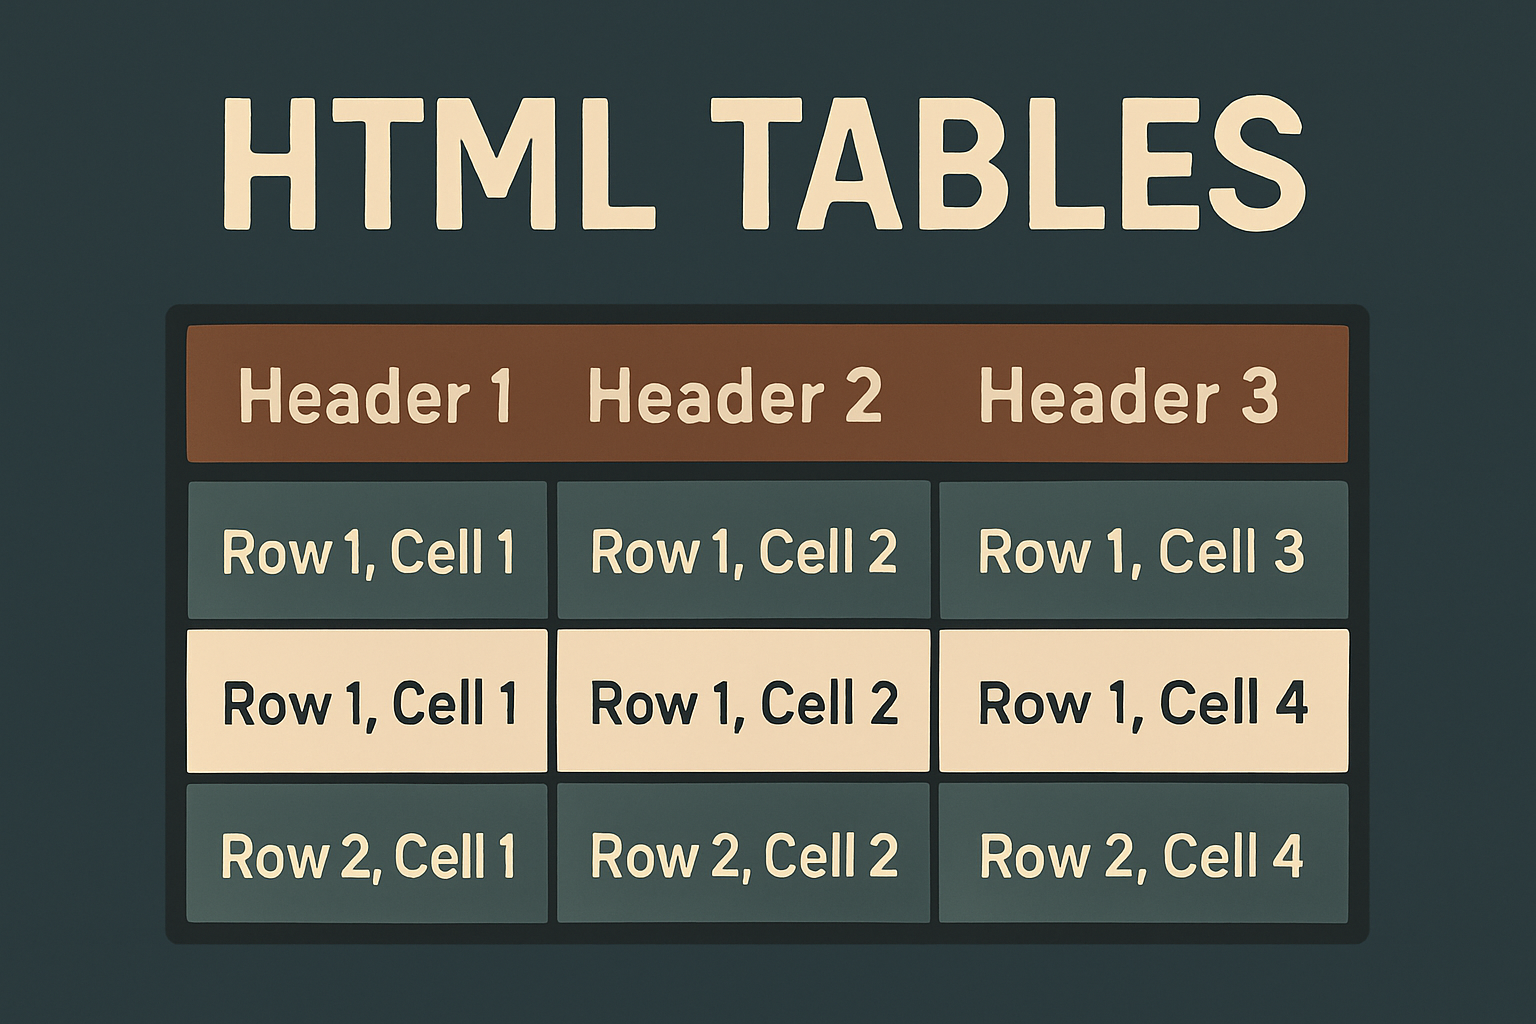 HTML TABLES
Header 1 Header 2 Header 3
Row 1, Cell 1 Row 1, Cell 2 Row 1, Cell 3
Row 1, Cell 1 Row 1, Cell 2 Row 1, Cell 4
Row 2, Cell 1 Row 2, Cell 2 Row 2, Cell 4